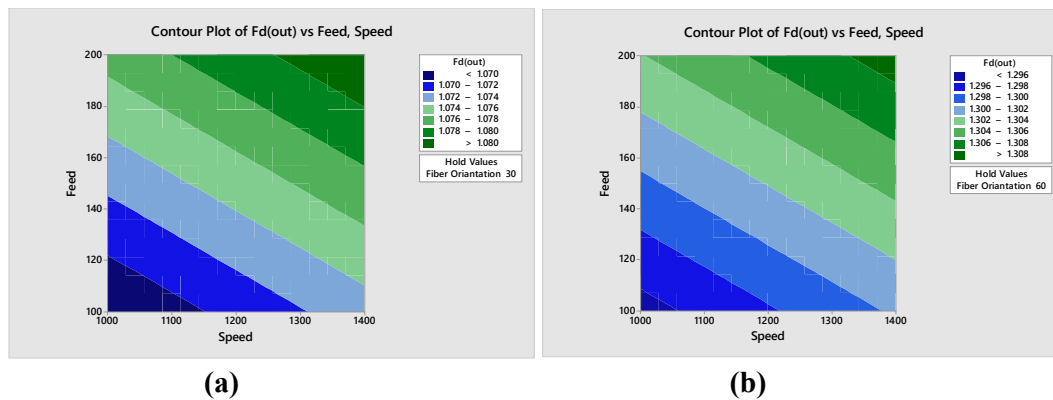 Contour Plot of Fd(out) vs Feed, Speed
200
180
160
140
120
100
Feed
1000 1100 1200 1300 1400
Speed
Fd(out)
< 1.070
1.070 – 1.072
1.072 – 1.074
1.074 – 1.076
1.076 – 1.078
1.078 – 1.080
> 1.080
Hold Values
Fiber Oriantation 30
(a)
Contour Plot of Fd(out) vs Feed, Speed
200
180
160
140
120
100
Feed
1000 1100 1200 1300 1400
Speed
Fd(out)
< 1.296
1.296 – 1.298
1.298 – 1.300
1.300 – 1.302
1.302 – 1.304
1.304 – 1.306
1.306 – 1.308
> 1.308
Hold Values
Fiber Oriantation 60
(b)